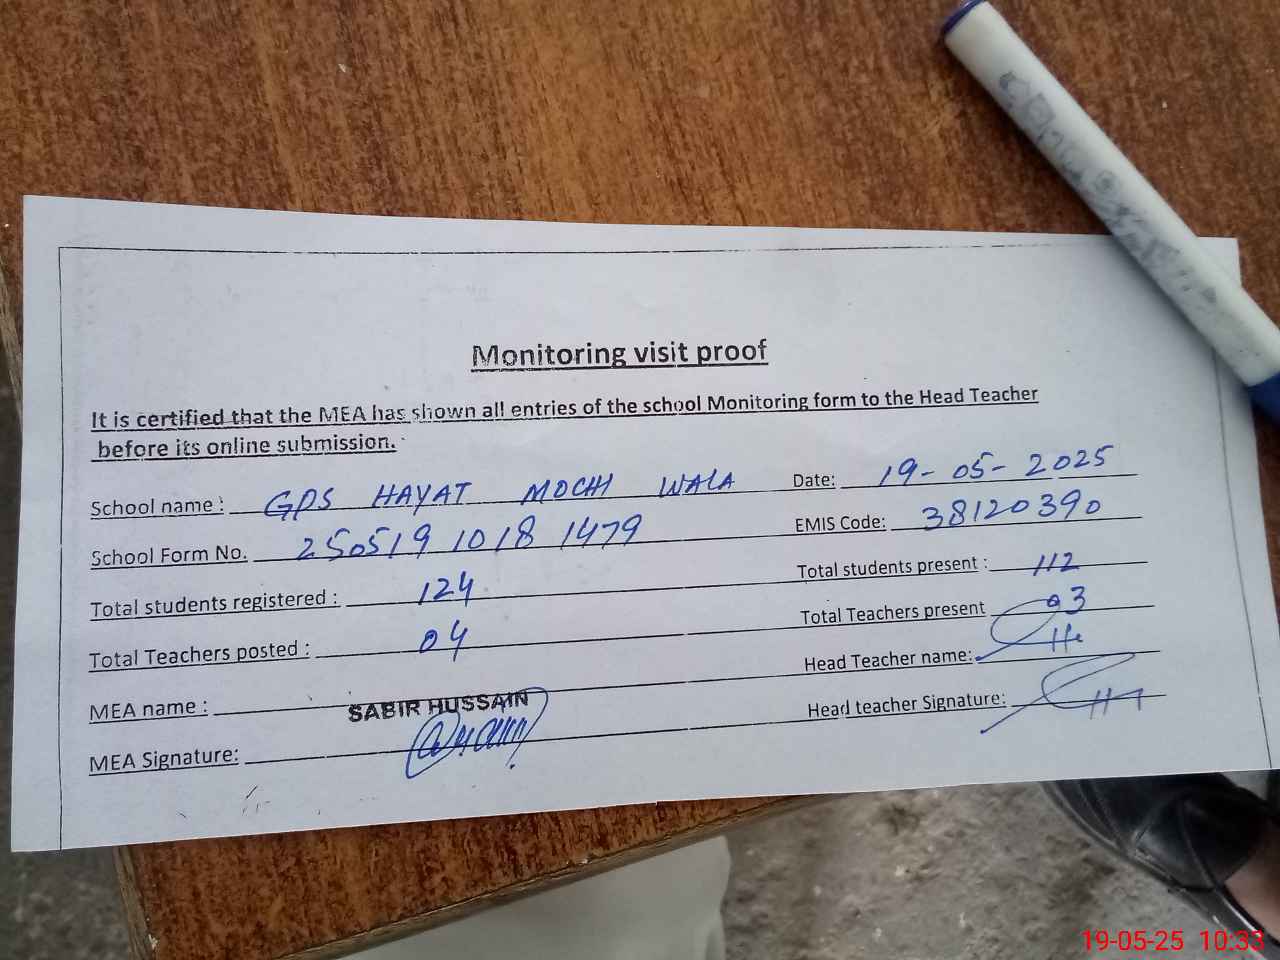 Monitoring visit proof
It is certified that the MEA has shown all entries of the school Monitoring form to the Head Teacher
before its online submission.
School name : GPS HAYAT MOCHI WALA Date: 19-05-2025
School Form No. 250519 1018 1479 EMIS Code: 38120390
Total students registered : 124 Total students present : 112
Total Teachers posted : 04 Total Teachers present 03
MEA name : SABIR HUSSAIN Head Teacher name:
MEA Signature: Head teacher Signature:
19-05-25 10:33